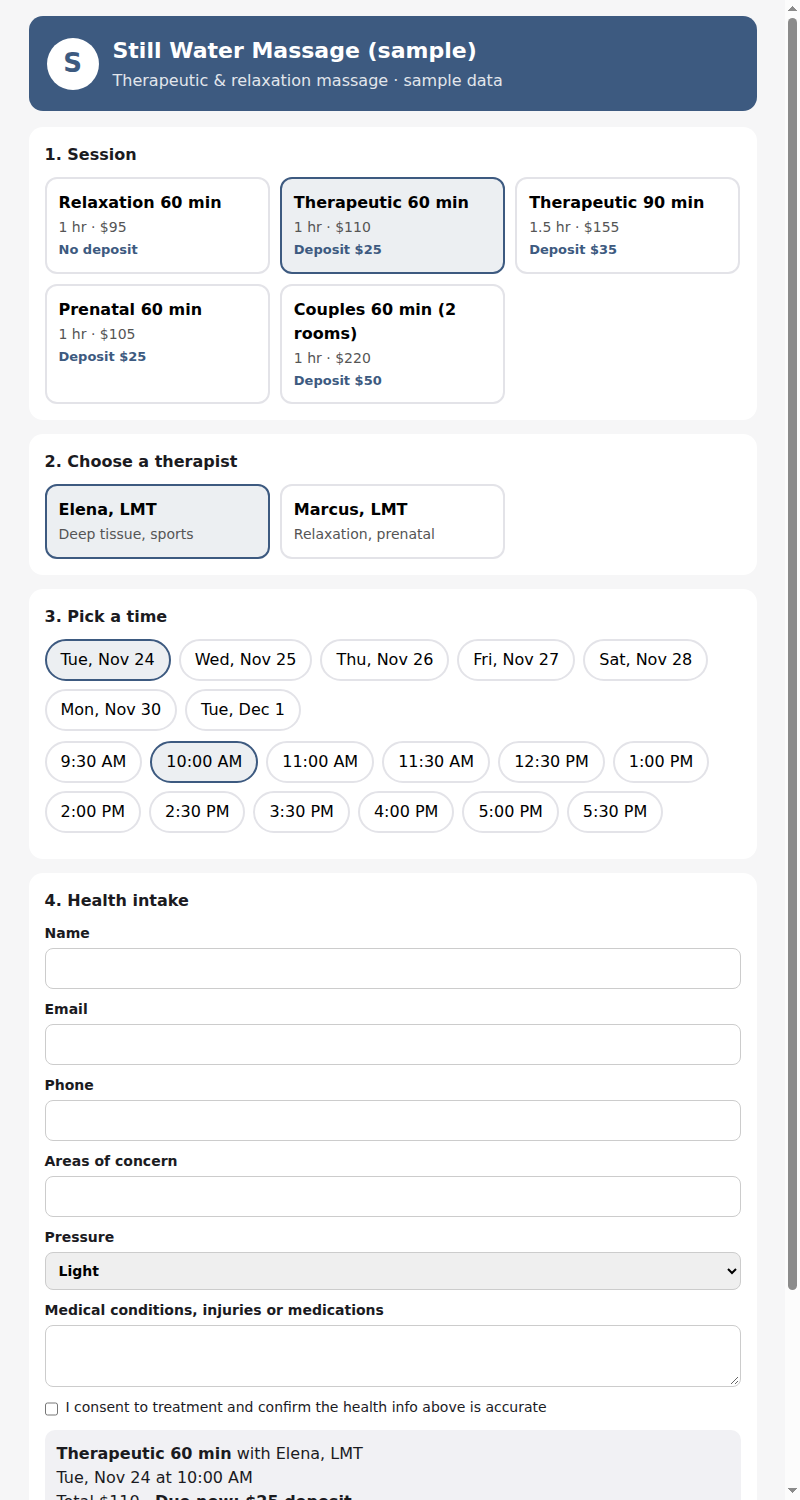 S
Still Water Massage (sample)
Therapeutic & relaxation massage · sample data
1. Session
Relaxation 60 min
1 hr · $95
No deposit
Therapeutic 60 min
1 hr · $110
Deposit $25
Therapeutic 90 min
1.5 hr · $155
Deposit $35
Prenatal 60 min
1 hr · $105
Deposit $25
Couples 60 min (2
rooms)
1 hr · $220
Deposit $50
2. Choose a therapist
Elena, LMT
Deep tissue, sports
Marcus, LMT
Relaxation, prenatal
3. Pick a time
Tue, Nov 24 Wed, Nov 25 Thu, Nov 26 Fri, Nov 27 Sat, Nov 28
Mon, Nov 30 Tue, Dec 1
9:30 AM 10:00 AM 11:00 AM 11:30 AM 12:30 PM 1:00 PM
2:00 PM 2:30 PM 3:30 PM 4:00 PM 5:00 PM 5:30 PM
4. Health intake
Name
Email
Phone
Areas of concern
Pressure
Light
Medical conditions, injuries or medications
I consent to treatment and confirm the health info above is accurate
Therapeutic 60 min with Elena, LMT
Tue, Nov 24 at 10:00 AM
Total $110 · Due now: $25 deposit